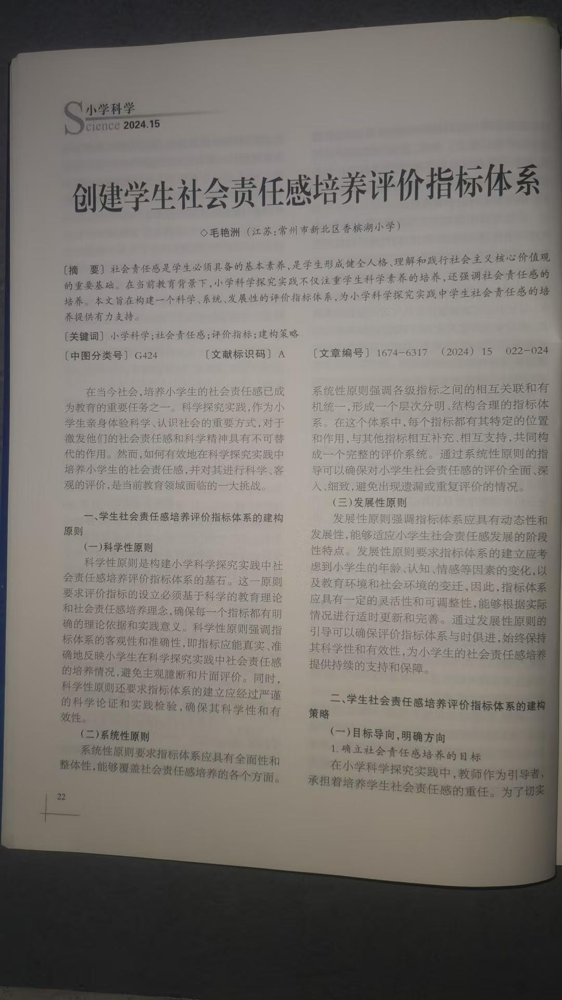 小学科学
Science 2024.15
创建学生社会责任感培养评价指标体系
◇毛艳洲（江苏:常州市新北区香槟湖小学）
〔摘　要〕社会责任感是学生必须具备的基本素养,是学生形成健全人格、理解和践行社会主义核心价值观
的重要基础。在当前教育背景下,小学科学探究实践不仅注重学生科学素养的培养,还强调社会责任感的
培养。本文旨在构建一个科学、系统、发展性的评价指标体系,为小学科学探究实践中学生社会责任感的培
养提供有力支持。
〔关键词〕小学科学;社会责任感;评价指标;建构策略
〔中图分类号〕G424　〔文献标识码〕A　〔文章编号〕1674-6317　（2024）15　022-024
在当今社会,培养小学生的社会责任感已成
为教育的重要任务之一。科学探究实践,作为小
学生亲身体验科学、认识社会的重要方式,对于
激发他们的社会责任感和科学精神具有不可替
代的作用。然而,如何有效地在科学探究实践中
培养小学生的社会责任感,并对其进行科学、客
观的评价,是当前教育领域面临的一大挑战。
一、学生社会责任感培养评价指标体系的建构
原则
(一)科学性原则
科学性原则是构建小学科学探究实践中社
会责任感培养评价指标体系的基石。这一原则
要求评价指标的设立必须基于科学的教育理论
和社会责任感培养理念,确保每一个指标都有明
确的理论依据和实践意义。科学性原则强调指
标体系的客观性和准确性,即指标应能真实、准
确地反映小学生在科学探究实践中社会责任感
的培养情况,避免主观臆断和片面评价。同时,
科学性原则还要求指标体系的建立应经过严谨
的科学论证和实践检验,确保其科学性和有
效性。
(二)系统性原则
系统性原则要求指标体系应具有全面性和
整体性,能够覆盖社会责任感培养的各个方面。
系统性原则强调各级指标之间的相互关联和有
机统一,形成一个层次分明、结构合理的指标体
系。在这个体系中,每个指标都有其特定的位置
和作用,与其他指标相互补充、相互支持,共同构
成一个完整的评价系统。通过系统性原则的指
导可以确保对小学生社会责任感的评价全面、深
入、细致,避免出现遗漏或重复评价的情况。
(三)发展性原则
发展性原则强调指标体系应具有动态性和
发展性,能够适应小学生社会责任感发展的阶段
性特点。发展性原则要求指标体系的建立应考
虑到小学生的年龄、认知、情感等因素的变化,以
及教育环境和社会环境的变迁,因此,指标体系
应具有一定的灵活性和可调整性,能够根据实际
情况进行适时更新和完善。通过发展性原则的
引导可以确保评价指标体系与时俱进,始终保持
其科学性和有效性,为小学生的社会责任感培养
提供持续的支持和保障。
二、学生社会责任感培养评价指标体系的建构
策略
(一)目标导向,明确方向
1.确立社会责任感培养的目标
在小学科学探究实践中,教师作为引导者,
承担着培养学生社会责任感的重任。为了切实
22